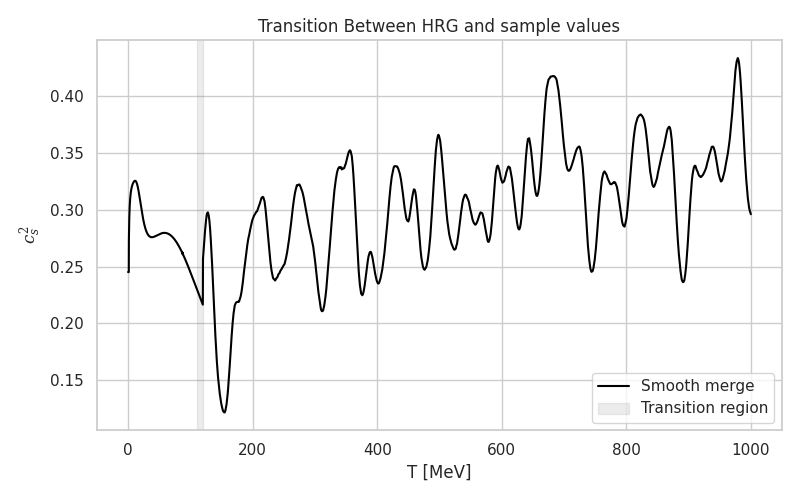 Transition Between HRG and sample values
c_s^2
0.40
0.35
0.30
0.25
0.20
0.15
0
200
400
600
800
1000
T [MeV]
Smooth merge
Transition region